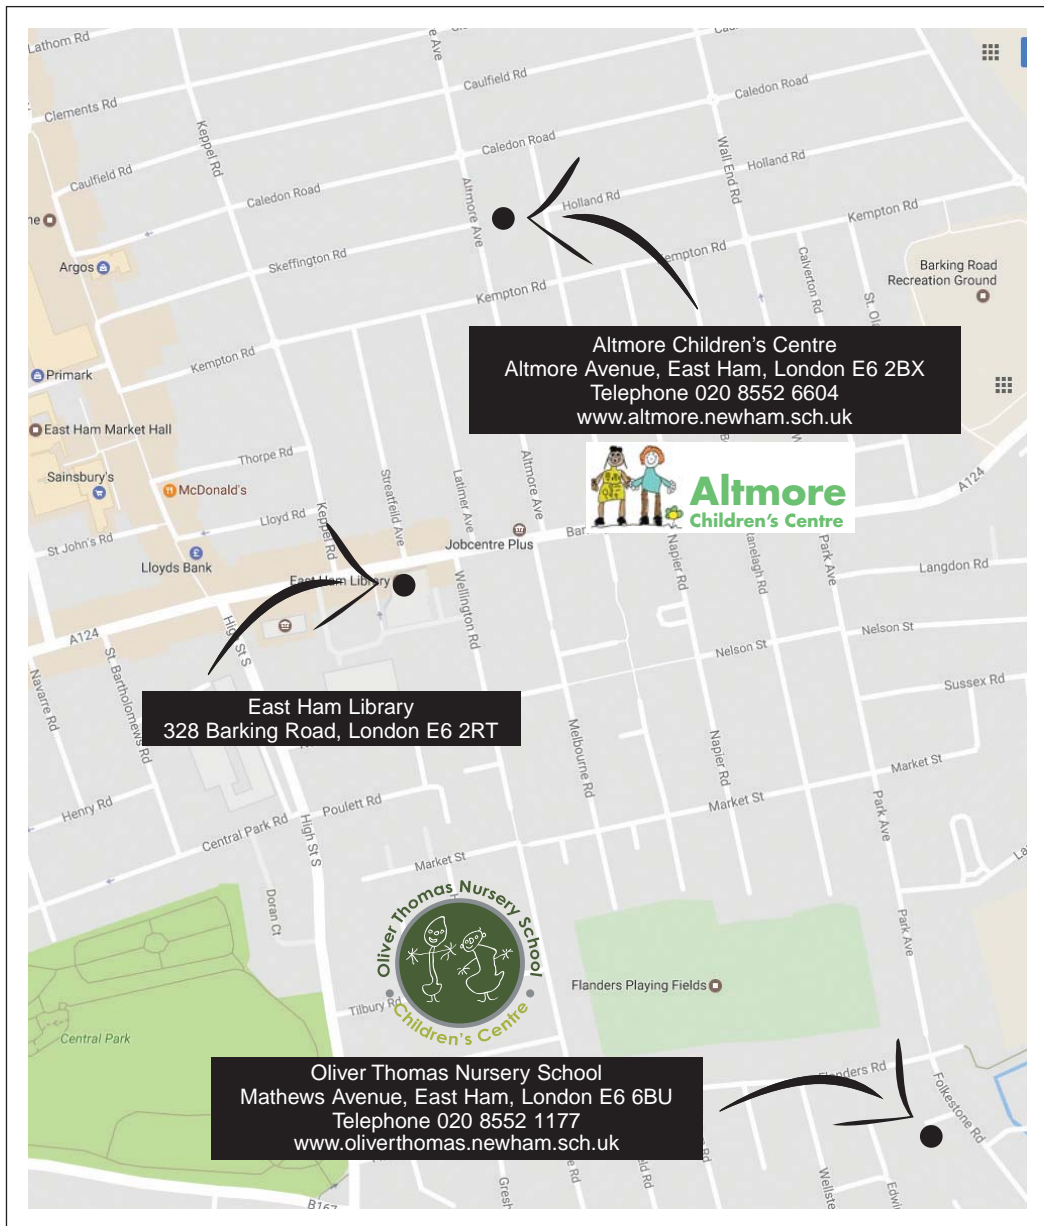 Lathom Rd
e Ave
Clements Rd
Caulfield Rd
Caledon Road
Keppel Rd
Caledon Road
Caulfield Rd
Wall End Rd
Holland Rd
Altmore Ave
Caledon Road
Holland Rd
Kempton Rd
Argos
Skeffington Rd
Kempton Rd
Calverton Rd
Barking Road
Recreation Ground
Kempton Rd
Altmore Children's Centre
Altmore Avenue, East Ham, London E6 2BX
Telephone 020 8552 6604
www.altmore.newham.sch.uk
Kempton Rd
Primark
East Ham Market Hall
Thorpe Rd
Sainsbury's
McDonald's
Streatfeild Ave
Latimer Ave
Altmore Ave
A124
Altmore
Children's Centre
Lloyd Rd
Keppel Rd
St John's Rd
Jobcentre Plus
Lloyds Bank
East Ham Library
Wellington Rd
Napier Rd
Park Ave
Langdon Rd
A124
High St S
Nelson St
Nelson St
St. Bartholomews Rd
Navarre Rd
Sussex Rd
East Ham Library
328 Barking Road, London E6 2RT
Melbourne Rd
Napier Rd
Market St
Henry Rd
Poulett Rd
Market St
Park Ave
Central Park Rd
High St S
Market St
Doran Ct
Oliver Thomas Nursery School
Children's Centre
Park Ave
Flanders Playing Fields
Tilbury Rd
Central Park
Oliver Thomas Nursery School
Mathews Avenue, East Ham, London E6 6BU
Telephone 020 8552 1177
www.oliverthomas.newham.sch.uk
Folkestone Rd
B167